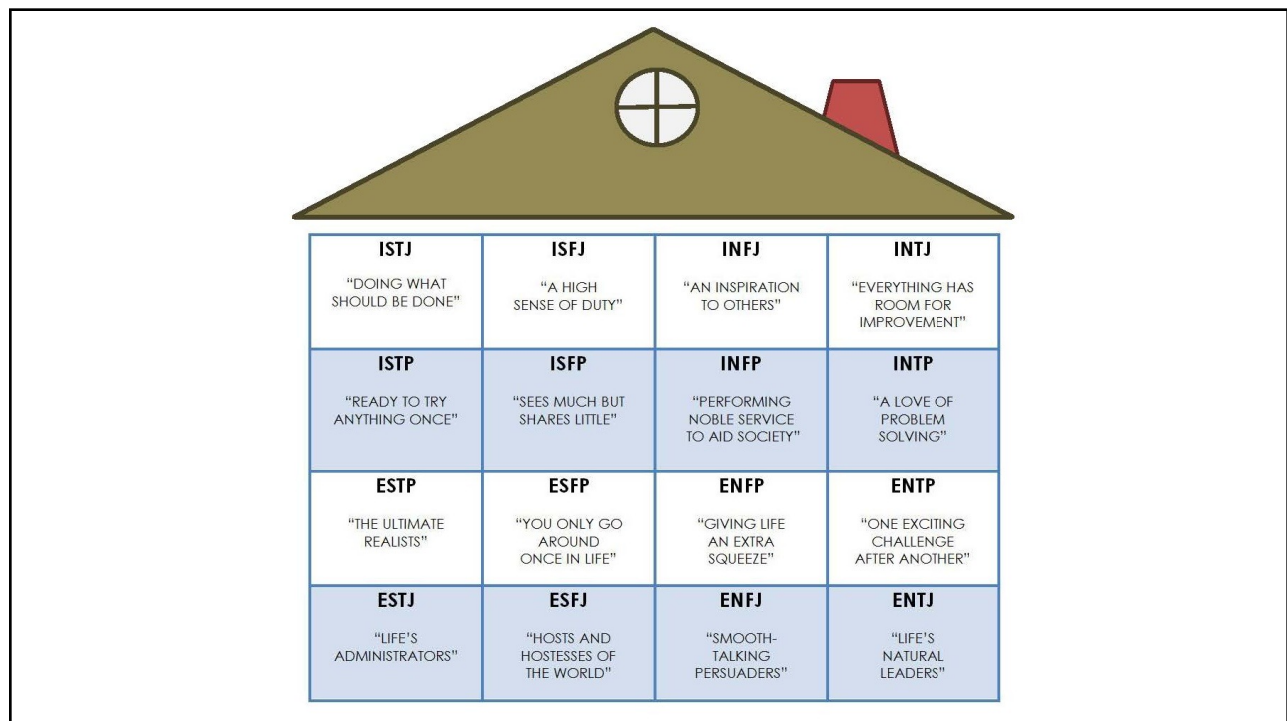 ISTJ
“DOING WHAT
SHOULD BE DONE”
ISFJ
“A HIGH
SENSE OF DUTY”
INFJ
“AN INSPIRATION
TO OTHERS”
INTJ
“EVERYTHING HAS
ROOM FOR
IMPROVEMENT”
ISTP
“READY TO TRY
ANYTHING ONCE”
ISFP
“SEES MUCH BUT
SHARES LITTLE”
INFP
“PERFORMING
NOBLE SERVICE
TO AID SOCIETY”
INTP
“A LOVE OF
PROBLEM
SOLVING”
ESTP
“THE ULTIMATE
REALISTS”
ESFP
“YOU ONLY GO
AROUND
ONCE IN LIFE”
ENFP
“GIVING LIFE
AN EXTRA
SQUEEZE”
ENTP
“ONE EXCITING
CHALLENGE
AFTER ANOTHER”
ESTJ
“LIFE’S
ADMINISTRATORS”
ESFJ
“HOSTS AND
HOSTESSES OF
THE WORLD”
ENFJ
“SMOOTH-
TALKING
PERSUADERS”
ENTJ
“LIFE’S
NATURAL
LEADERS”